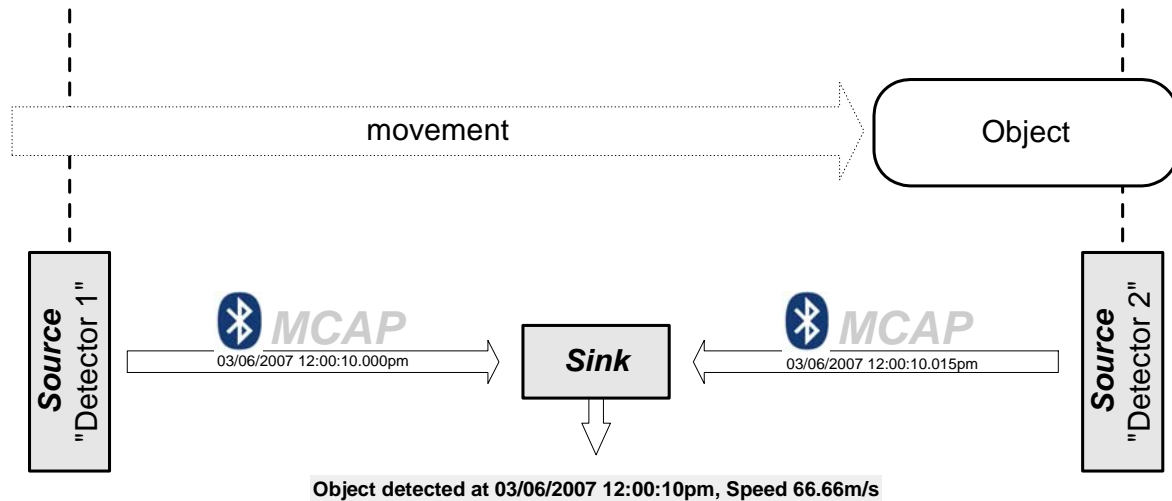 movement
Object
Source
"Detector 1"
MCAP
03/06/2007 12:00:10.000pm
Sink
MCAP
03/06/2007 12:00:10.015pm
Source
"Detector 2"
Object detected at 03/06/2007 12:00:10pm, Speed 66.66m/s